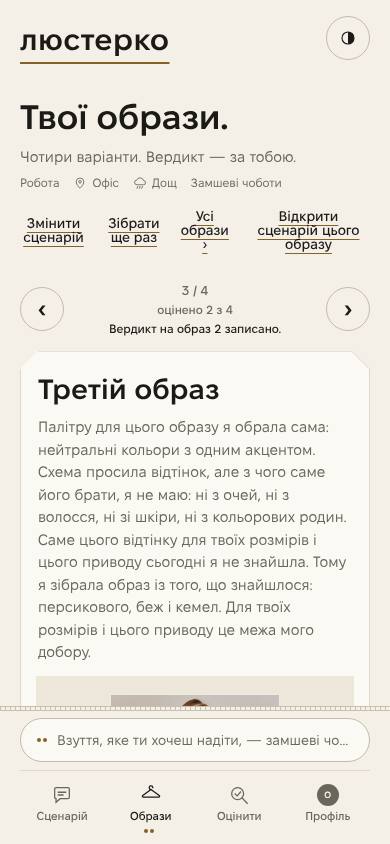 люстерко
Твої образи.
Чотири варіанти. Вердикт — за тобою.
Робота Офіс Дощ Замшеві чоботи
Змінити сценарій
Зібрати ще раз
Усі образи ›
Відкрити сценарій цього образу
‹
3 / 4
оцінено 2 з 4
Вердикт на образ 2 записано.
›
Третій образ
Палітру для цього образу я обрала сама:
нейтральні кольори з одним акцентом.
Схема просила відтінок, але з чого саме
його брати, я не маю: ні з очей, ні з
волосся, ні зі шкіри, ні з кольорових родин.
Саме цього відтінку для твоїх розмірів і
цього приводу сьогодні я не знайшла. Тому
я зібрала образ із того, що знайшлося:
персикового, беж і кемел. Для твоїх
розмірів і цього приводу це межа мого
добору.
Взуття, яке ти хочеш надіти, — замшеві чо…
Сценарій
Образи
Оцінити
О
Профіль